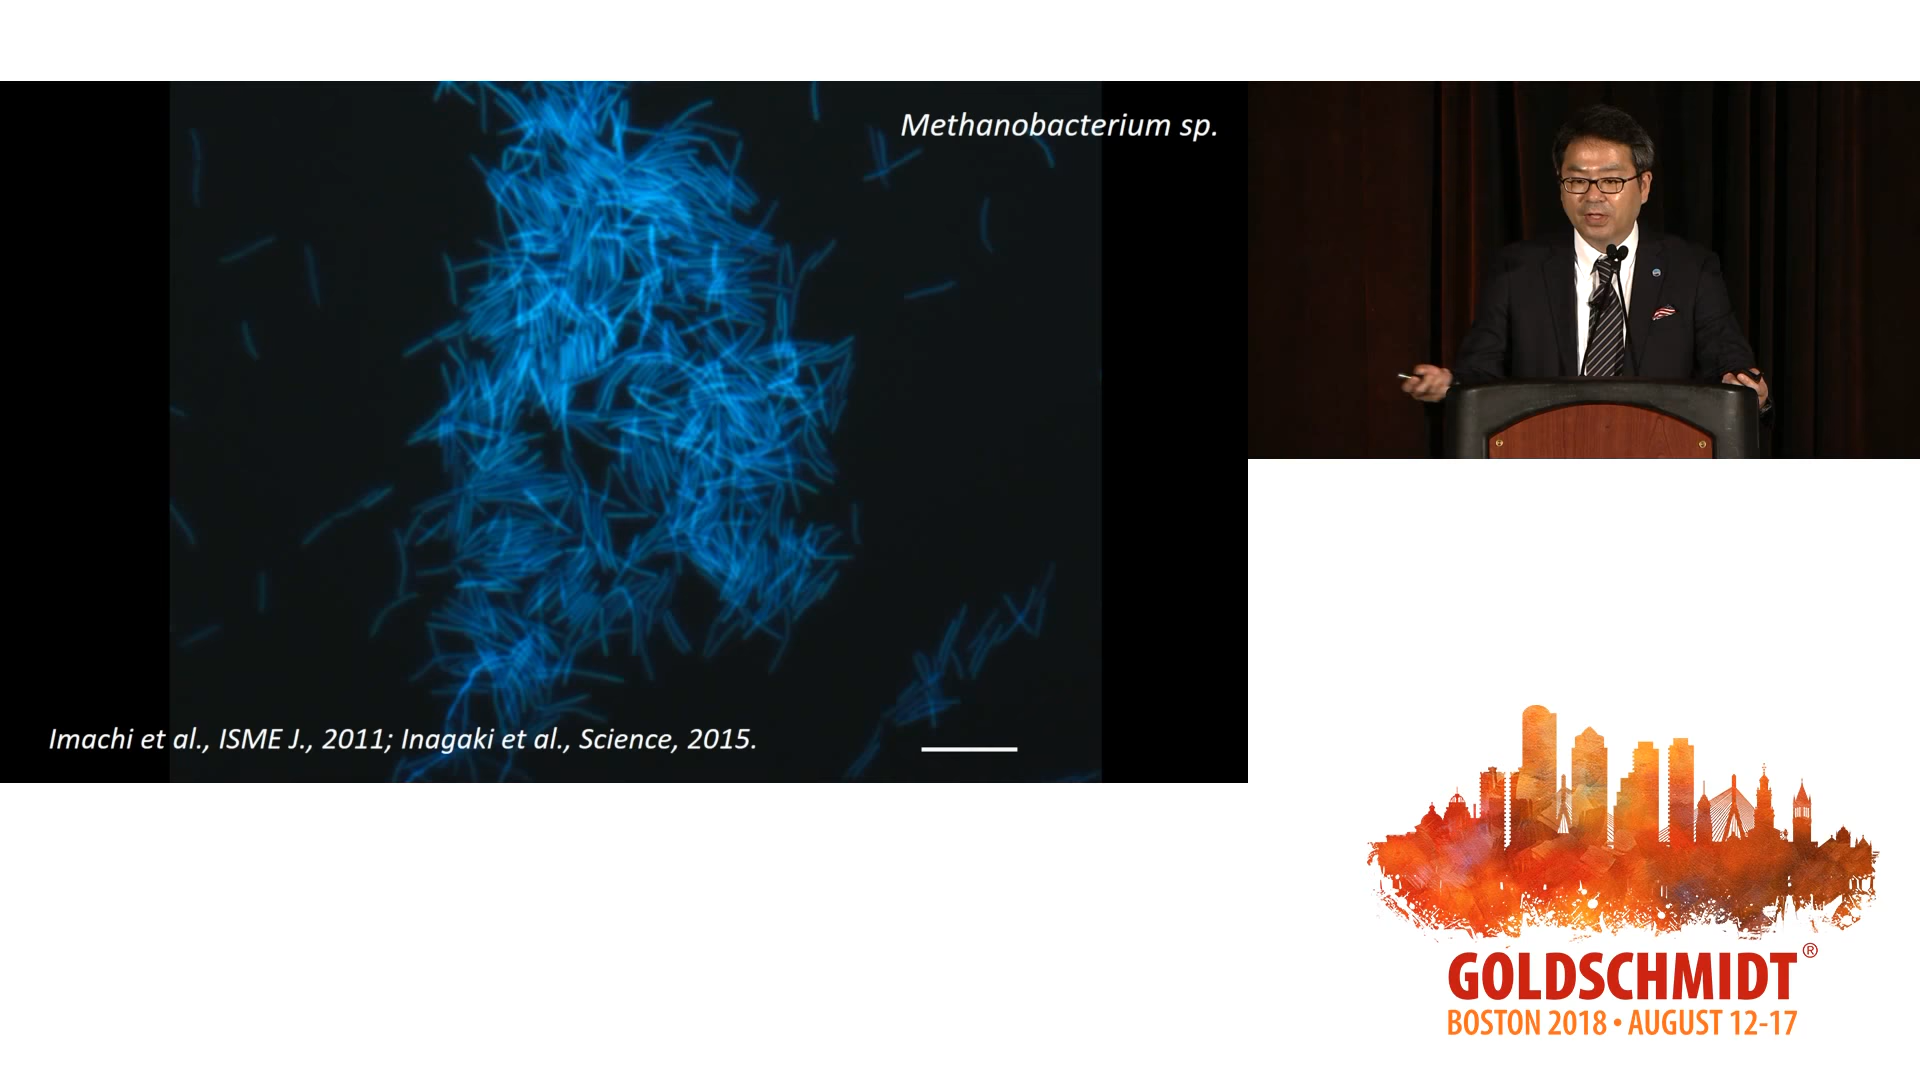 Methanobacterium sp.
Imachi et al., ISME J., 2011; Inagaki et al., Science, 2015.
GOLDSCHMIDT®
BOSTON 2018 • AUGUST 12-17